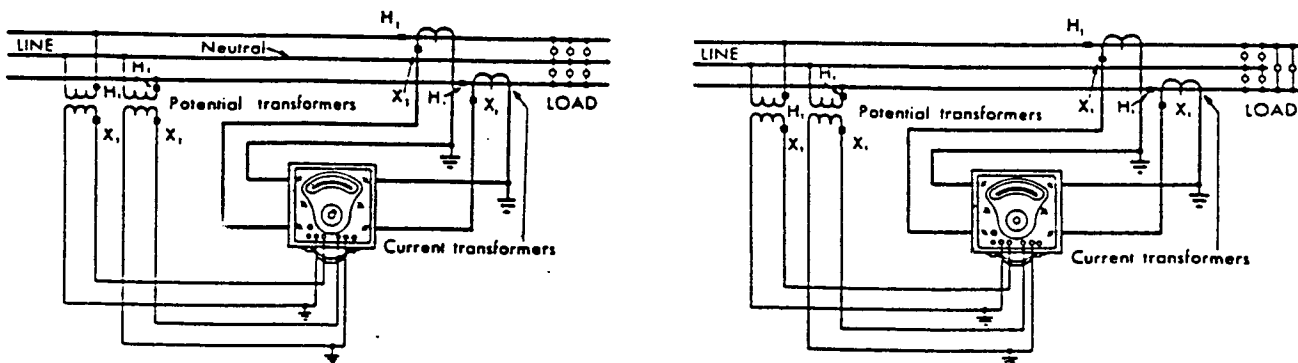 H₁
LINE
Neutral
H₁
H₁
X₁
H₁
X₁
Potential transformers
LOAD
X₁
X₁
Current transformers
H₁
LINE
H₁
H₁
X₁
H₁
X₁
Potential transformers
LOAD
X₁
X₁
Current transformers